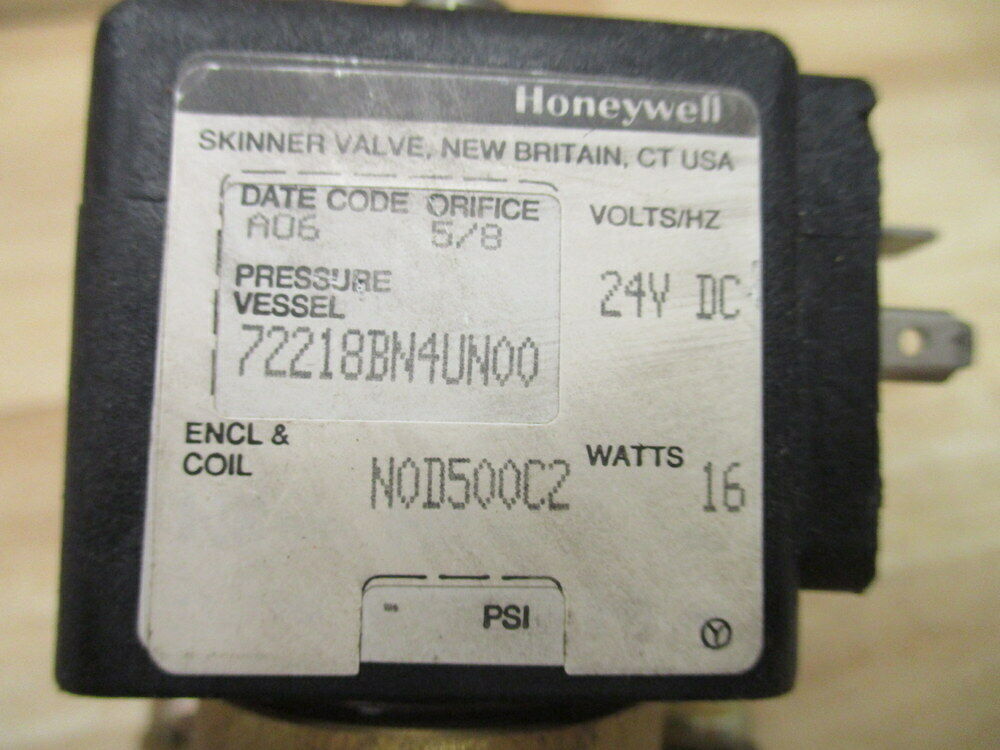 Honeywell
SKINNER VALVE, NEW BRITAIN, CT USA
DATE CODE ORIFICE
A06 5/8
VOLTS/HZ
24V DC
PRESSURE
VESSEL
72218BN4UN00
ENCL &
COIL
N0D500C2
WATTS
16
PSI